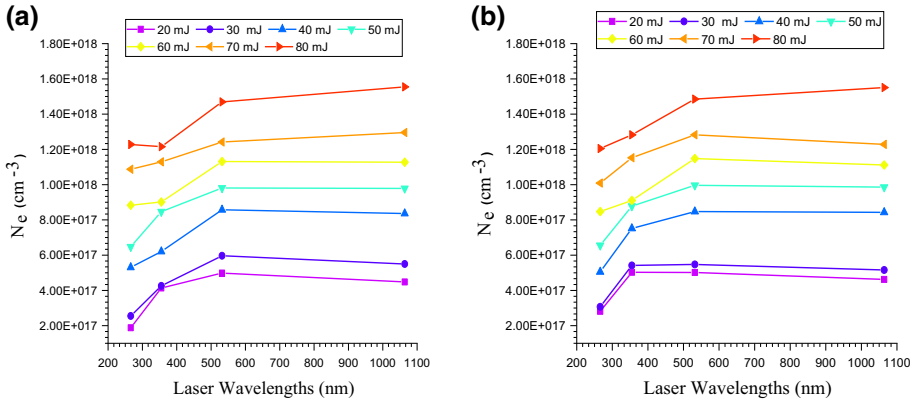 (a)
20 mJ 30 mJ 40 mJ 50 mJ
60 mJ 70 mJ 80 mJ
1.80E+018
1.60E+018
1.40E+018
1.20E+018
1.00E+018
8.00E+017
6.00E+017
4.00E+017
2.00E+017
N_e (cm^-3)
200 300 400 500 600 700 800 900 1000 1100
Laser Wavelengths (nm)
(b)
20 mJ 30 mJ 40 mJ 50 mJ
60 mJ 70 mJ 80 mJ
1.80E+018
1.60E+018
1.40E+018
1.20E+018
1.00E+018
8.00E+017
6.00E+017
4.00E+017
2.00E+017
N_e (cm^-3)
200 300 400 500 600 700 800 900 1000 1100
Laser Wavelengths (nm)